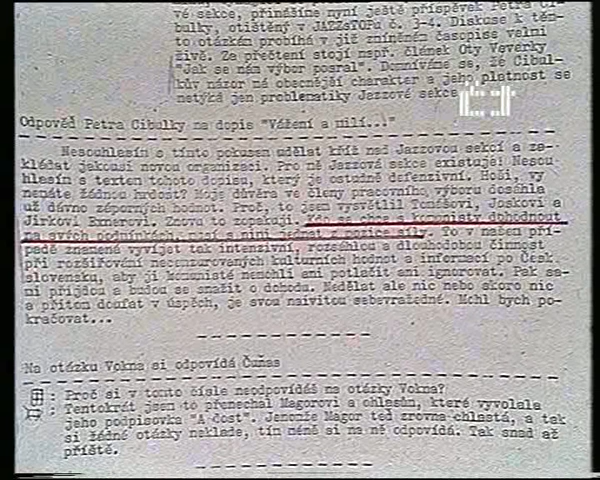 vé sekce, přinášíme nyní ještě příspěvek Petra Ci-
bulky, otištěný v JAZZSTOPu č. 3-4. Diskuse k těm-
to otázkám probíhá v již zmíněném časopise velmi
živě. Za přečtení stojí např. článek Oty Veverky
"Jak se nám výbor posral". Domníváme se, že Cibul-
kův názor má obecnější charakter a jeho platnost se
netýká jen problematiky Jazzové sekce.
Odpověď Petra Cibulky na dopis "Vážení a milí..."
Nesouhlasím s tímto pokusem udělat kříž nad Jazzovou sekcí a za-
kládat jakousi novou organizaci. Pro mě Jazzová sekce existuje! Nesou-
hlasím s textem tohoto dopisu, který je ostudně defenzivní. Hoši, vy
nemáte žádnou hrdost? Moje důvěra ve členy pracovního výboru dosáhla
už dávno záporných hodnot. Proč, to jsem vysvětlil Tomášovi, Joskovi a
Jirkovi Exnerovi. Znovu to zopakuji. Kdo se chce s komunisty dohodnout
na svých podmínkách, musí s nimi jednat z pozice síly. To v našem pří-
padě znamená vyvíjet tak intenzivní, rozsáhlou a dlouhodobou činnost
při rozšiřování necenzurovaných kulturních hodnot a informací po Česko-
slovensku, aby ji komunisté nemohli ani potlačit ani ignorovat. Pak sa-
mi přijdou a budou se snažit o dohodu. Nedělat ale nic nebo skoro nic
a přitom doufat v úspěch, je svou naivitou sebevražedné. Mohl bych po-
kračovat...
Na otázku Vokna si odpovídá Čuňas
: Proč si v tomto čísle neodpovídáš na otázky Vokna?
: Tentokrát jsem to přenechal Magorovi a ohlasům, které vyvolala
jeho podpisovka "A dost". Jenomže Magor teď zrovna chlastá, a tak
si žádné otázky neklade, tím méně si na ně odpovídá. Tak snad až
příště.